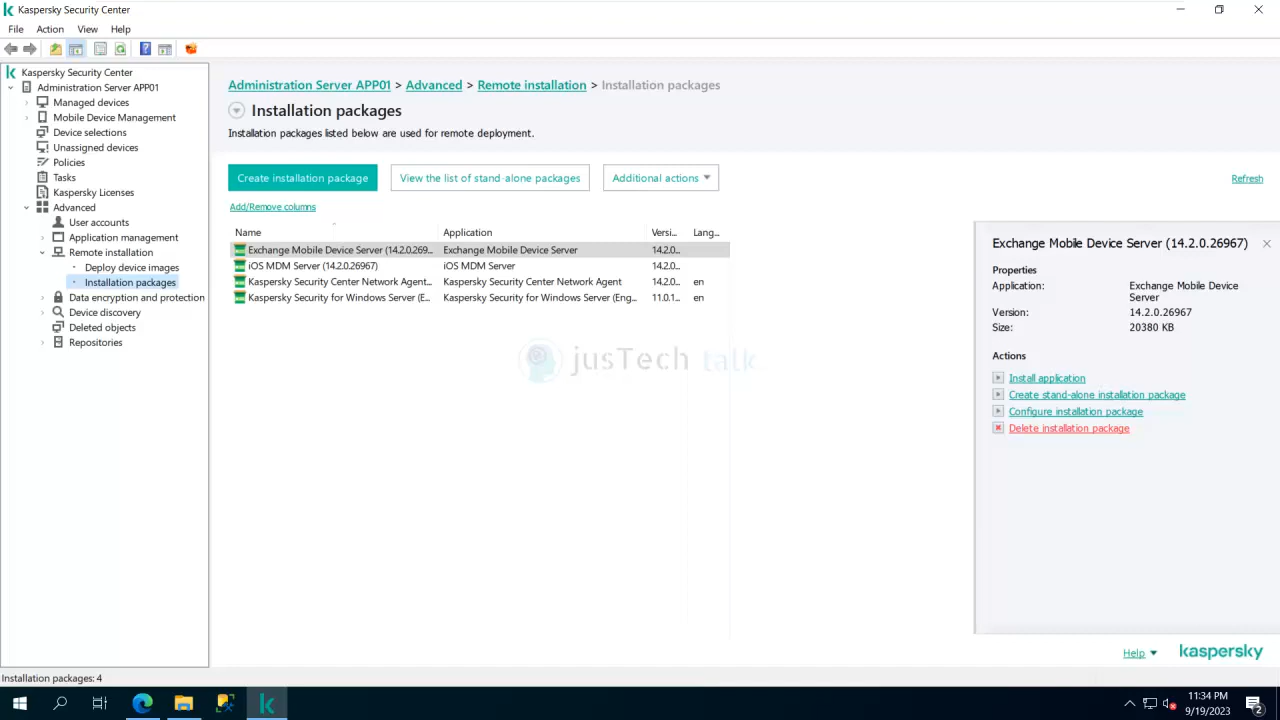 Kaspersky Security Center
File Action View Help
Kaspersky Security Center
Administration Server APP01
Managed devices
Mobile Device Management
Device selections
Unassigned devices
Policies
Tasks
Kaspersky Licenses
Advanced
User accounts
Application management
Remote installation
Deploy device images
Installation packages
Data encryption and protection
Device discovery
Deleted objects
Repositories
Administration Server APP01 > Advanced > Remote installation > Installation packages
Installation packages
Installation packages listed below are used for remote deployment.
Create installation package
View the list of stand-alone packages
Additional actions
Refresh
Add/Remove columns
Name Application Versi... Lang...
Exchange Mobile Device Server (14.2.0.269... Exchange Mobile Device Server 14.2.0...
iOS MDM Server (14.2.0.26967) iOS MDM Server 14.2.0...
Kaspersky Security Center Network Agent... Kaspersky Security Center Network Agent 14.2.0... en
Kaspersky Security for Windows Server (E... Kaspersky Security for Windows Server (Eng... 11.0.1... en
jusTech talk
Exchange Mobile Device Server (14.2.0.26967)
Properties
Application: Exchange Mobile Device
Server
Version: 14.2.0.26967
Size: 20380 KB
Actions
Install application
Create stand-alone installation package
Configure installation package
Delete installation package
Help
kaspersky
Installation packages: 4
11:34 PM
9/19/2023
2